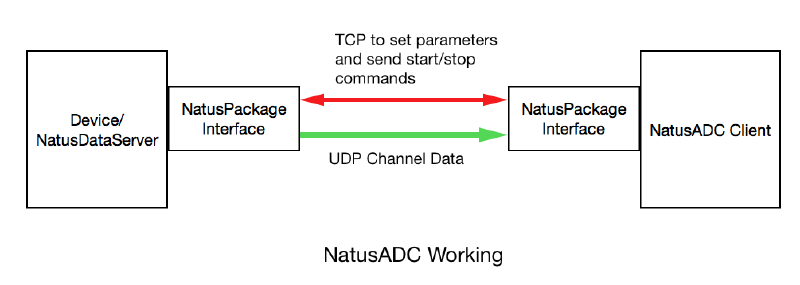 TCP to set parameters
and send start/stop
commands
Device/
NatusDataServer
NatusPackage
Interface
NatusPackage
Interface
NatusADC Client
UDP Channel Data
NatusADC Working